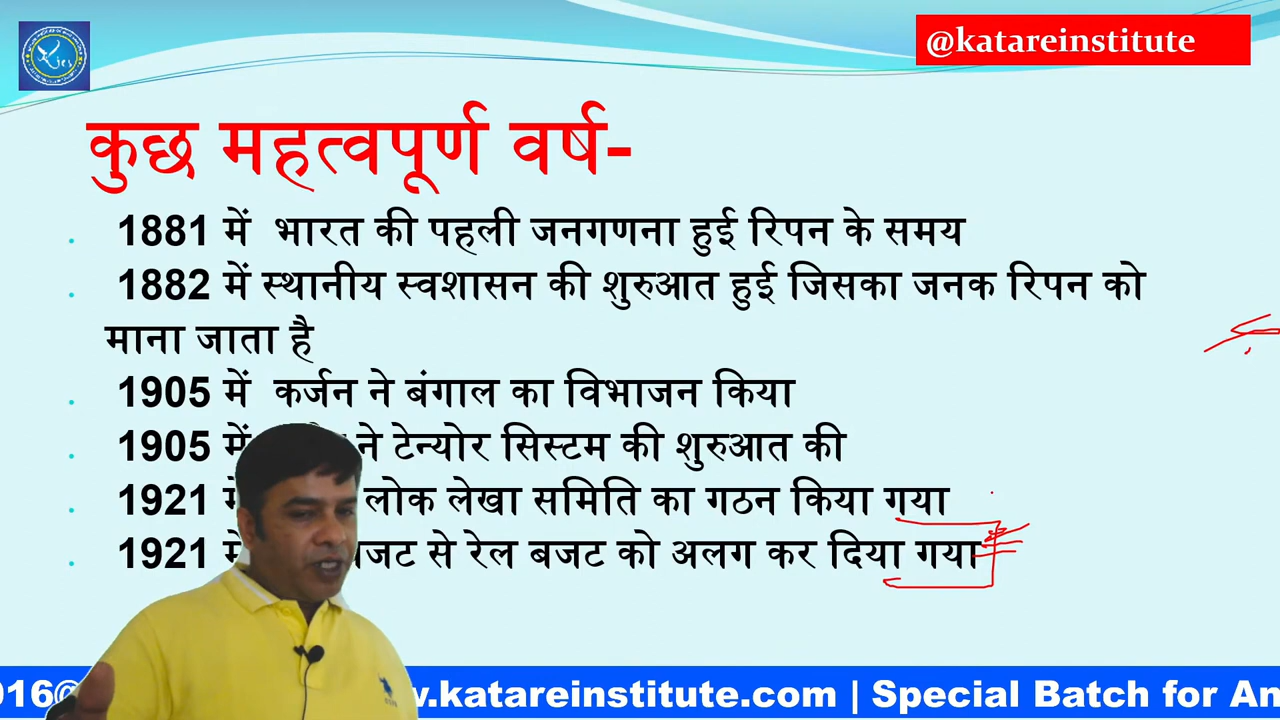 @katareinstitute
कुछ महत्वपूर्ण वर्ष-
1881 में भारत की पहली जनगणना हुई रिपन के समय
1882 में स्थानीय स्वशासन की शुरुआत हुई जिसका जनक रिपन को
माना जाता है
1905 में कर्जन ने बंगाल का विभाजन किया
1905 में ने टेन्योर सिस्टम की शुरुआत की
1921 लोक लेखा समिति का गठन किया गया
1921 से रेल बजट को अलग कर दिया गया
016@ .katareinstitute.com | Special Batch for An